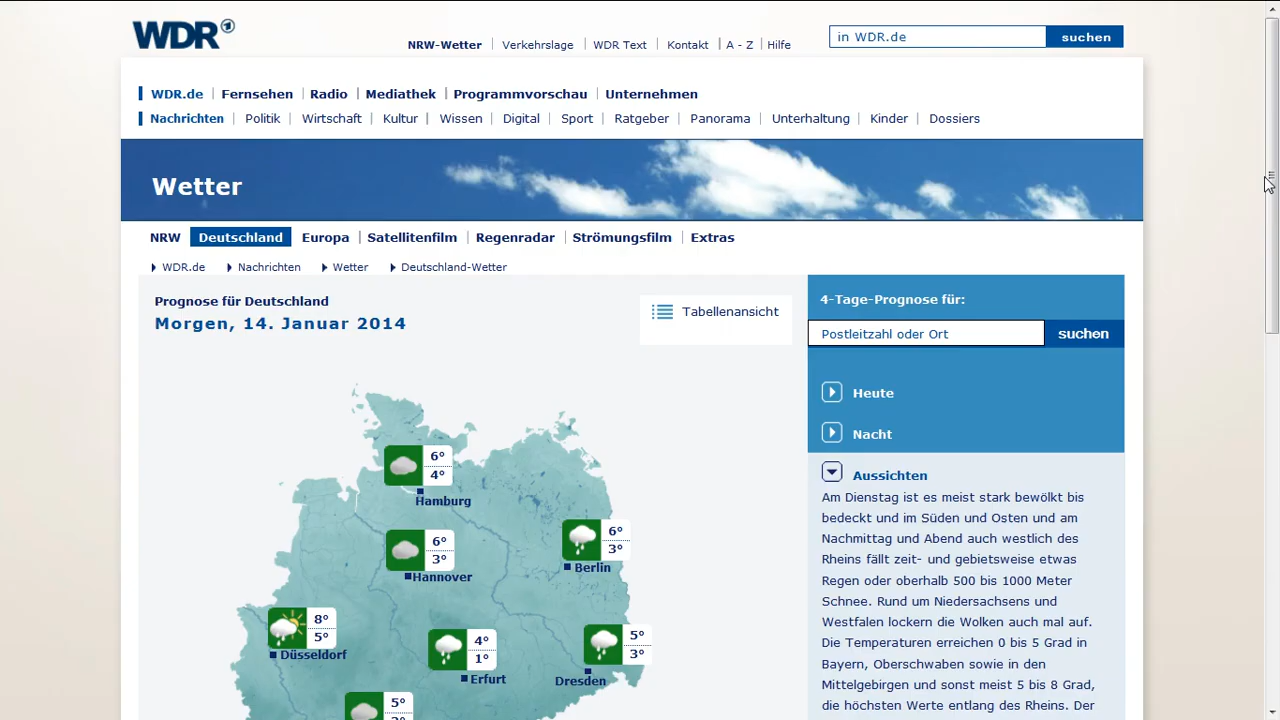 WDR
NRW-Wetter Verkehrslage WDR Text Kontakt A - Z Hilfe
in WDR.de suchen
WDR.de Fernsehen Radio Mediathek Programmvorschau Unternehmen
Nachrichten Politik Wirtschaft Kultur Wissen Digital Sport Ratgeber Panorama Unterhaltung Kinder Dossiers
Wetter
NRW Deutschland Europa Satellitenfilm Regenradar Strömungsfilm Extras
WDR.de Nachrichten Wetter Deutschland-Wetter
Prognose für Deutschland
Morgen, 14. Januar 2014
Tabellenansicht
6°
4°
Hamburg
6°
3°
Hannover
6°
3°
Berlin
8°
5°
Düsseldorf
4°
1°
Erfurt
5°
3°
Dresden
5°
4-Tage-Prognose für:
Postleitzahl oder Ort suchen
Heute
Nacht
Aussichten
Am Dienstag ist es meist stark bewölkt bis
bedeckt und im Süden und Osten und am
Nachmittag und Abend auch westlich des
Rheins fällt zeit- und gebietsweise etwas
Regen oder oberhalb 500 bis 1000 Meter
Schnee. Rund um Niedersachsens und
Westfalen lockern die Wolken auch mal auf.
Die Temperaturen erreichen 0 bis 5 Grad in
Bayern, Oberschwaben sowie in den
Mittelgebirgen und sonst meist 5 bis 8 Grad,
die höchsten Werte entlang des Rheins. Der